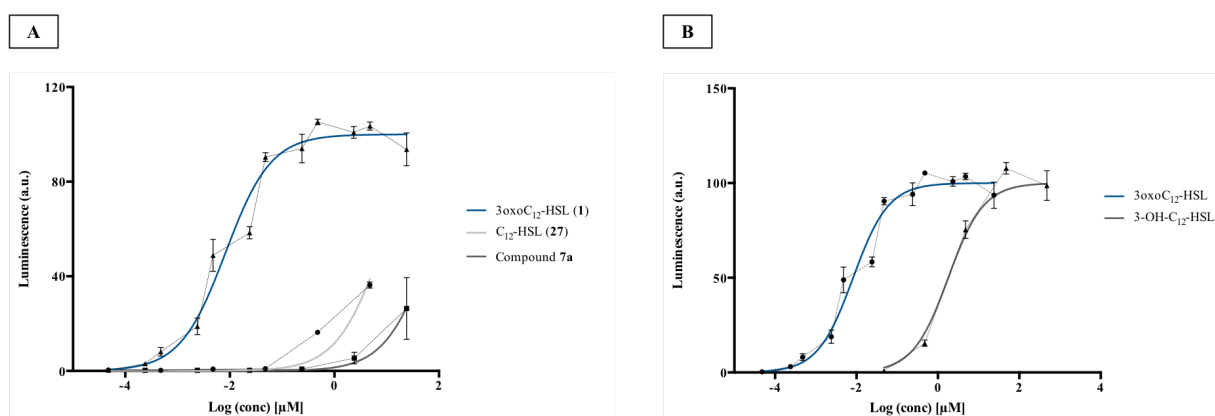 A
120
80
40
0
-4
-2
0
2
Luminescence (a.u.)
Log (conc) [µM]
3oxoC₁₂-HSL (1)
C₁₂-HSL (27)
Compound 7a
B
150
100
50
0
-4
-2
0
2
4
Luminescence (a.u.)
Log (conc) [µM]
3oxoC₁₂-HSL
3-OH-C₁₂-HSL